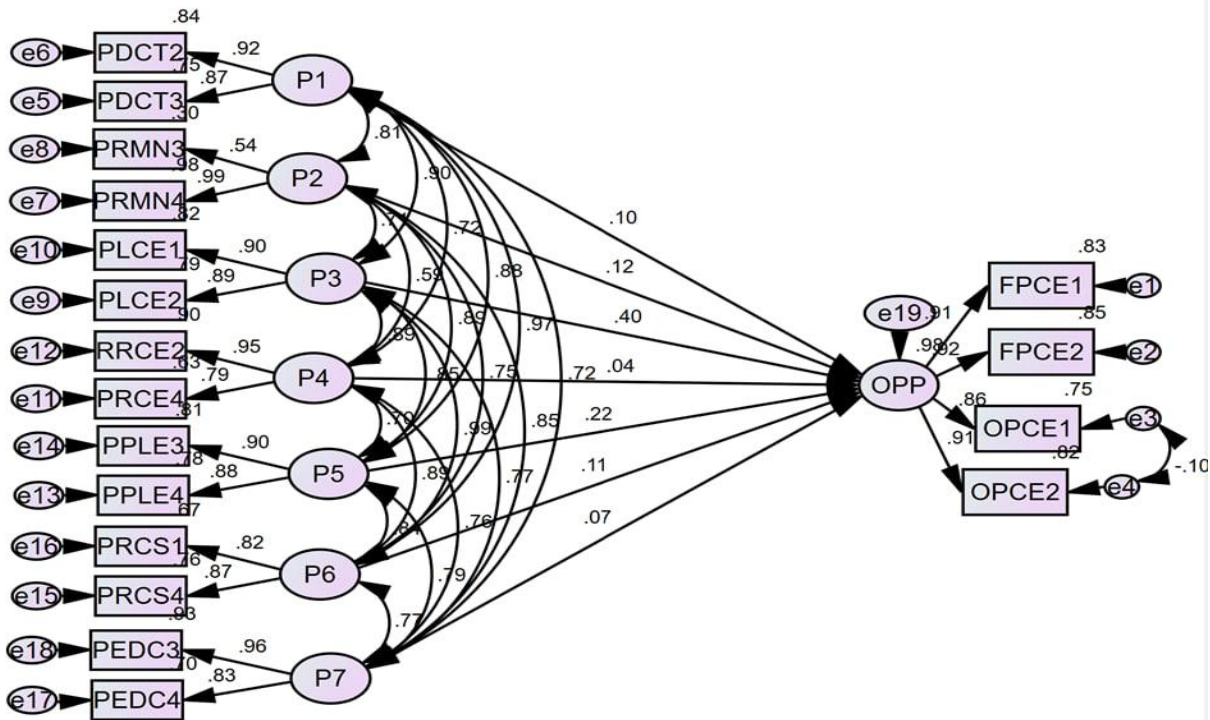 .84
e6 PDCT2 .92
.75
e5 PDCT3 .87 P1
.30
e8 PRMN3 .54 .81
.98
e7 PRMN4 .99 P2 .90
.82
e10 PLCE1 .90 .72 .10
.79
e9 PLCE2 .89 P3 .59 .88 .12
.90
e12 RRCE2 .95 .89 .89 .97 .40
.63
e11 PRCE4 .79 P4 .85 .75 .72 .04
.81
e14 PPLE3 .90 .70 .99 .85 .22
.78
e13 PPLE4 .88 P5 .89 .77 .11
.67
e16 PRCS1 .82 .76 .07
.76
e15 PRCS4 .87 P6 .79
.93
e18 PEDC3 .96 .77
.70
e17 PEDC4 .83 P7
.83
FPCE1 e1
e19 .91 .85
.98 .92 FPCE2 e2
OPP .75
.86 OPCE1 e3
.91 .82
OPCE2 e4 -.10